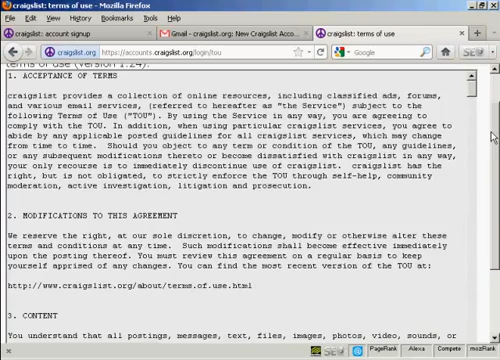 craigslist: terms of use - Mozilla Firefox
File Edit View History Bookmarks Tools Help
craigslist: account signup
Gmail - craigslist.org: New Craigslist Acco...
craigslist: terms of use
craigslist.org
https://accounts.craigslist.org/login/tou
Google
terms of use (version 1.24):
1. ACCEPTANCE OF TERMS
craigslist provides a collection of online resources, including classified ads, forums,
and various email services, (referred to hereafter as "the Service") subject to the
following Terms of Use ("TOU"). By using the Service in any way, you are agreeing to
comply with the TOU. In addition, when using particular craigslist services, you agree to
abide by any applicable posted guidelines for all craigslist services, which may change
from time to time.  Should you object to any term or condition of the TOU, any guidelines,
or any subsequent modifications thereto or become dissatisfied with craigslist in any way,
your only recourse is to immediately discontinue use of craigslist.  craigslist has the
right, but is not obligated, to strictly enforce the TOU through self-help, community
moderation, active investigation, litigation and prosecution.
2. MODIFICATIONS TO THIS AGREEMENT
We reserve the right, at our sole discretion, to change, modify or otherwise alter these
terms and conditions at any time.  Such modifications shall become effective immediately
upon the posting thereof. You must review this agreement on a regular basis to keep
yourself apprised of any changes. You can find the most recent version of the TOU at:
http://www.craigslist.org/about/terms.of.use.html
3. CONTENT
You understand that all postings, messages, text, files, images, photos, video, sounds, or
PageRank
Alexa
Compete
mozRank